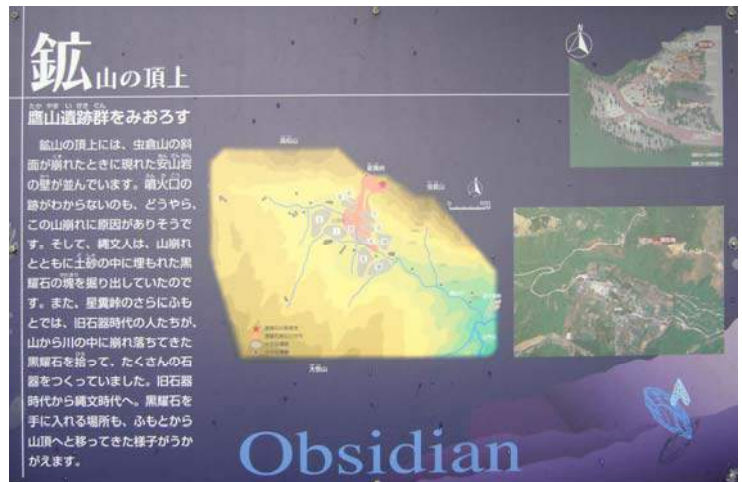 鉱山の頂上
鷹山遺跡群をみおろす
鉱山の頂上には、虫倉山の斜
面が崩れたときに現れた安山岩
の壁が並んでいます。噴火口の
跡がわからないのも、どうやら、
この山崩れに原因がありそうで
す。そして、縄文人は、山崩れ
とともに土砂の中に埋もれた黒
耀石の塊を掘り出していたので
す。また、星糞峠のさらにふも
とでは、旧石器時代の人たちが、
山から川の中に崩れ落ちてきた
黒耀石を拾って、たくさんの石
器をつくっていました。旧石器
時代から縄文時代へ。黒耀石を
手に入れる場所も、ふもとから
山頂へと移ってきた様子がうか
がえます。
Obsidian